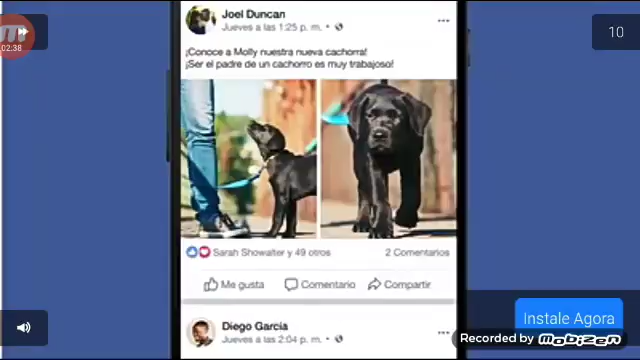 Joel Duncan
Jueves a las 1:25 p. m. •
02:38
10
¡Conoce a Molly nuestra nueva cachorra!
¡Ser el padre de un cachorro es muy trabajoso!
Sarah Showalter y 49 otros
2 Comentarios
Me gusta
Comentario
Compartir
Instale Agora
Diego García
Jueves a las 2:04 p. m. •
Recorded by MOBIZEN